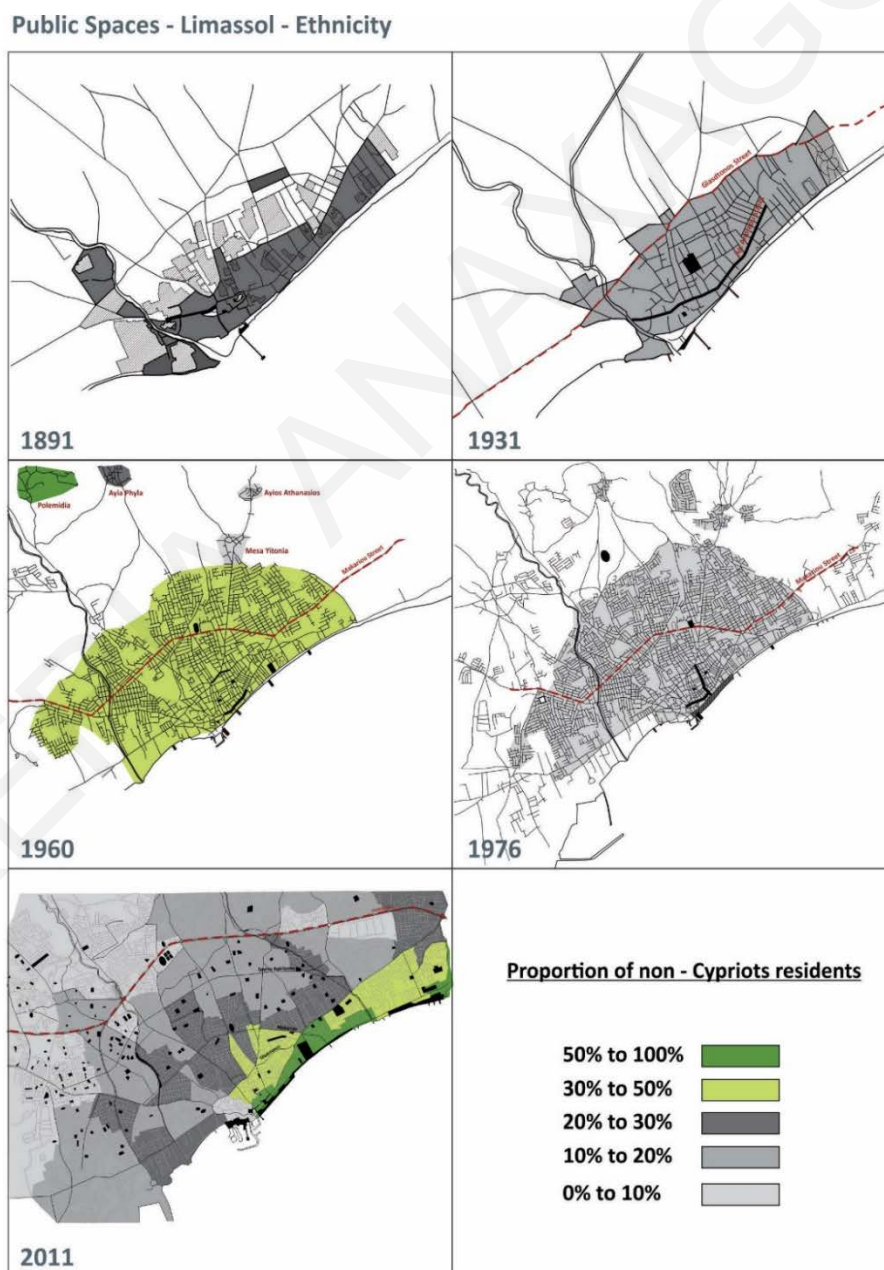 Public Spaces - Limassol - Ethnicity
1891
Gladtonos Street
1931
Polemidia
Ayia Phyla
Ayios Athanasios
Mesa Yitonia
Makariou Street
1960
Makariou Street
1976
2011
Proportion of non - Cypriots residents
50% to 100%
30% to 50%
20% to 30%
10% to 20%
0% to 10%